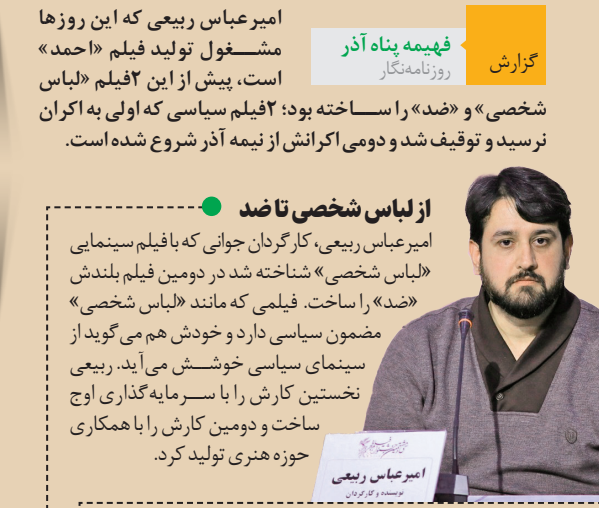 گزارش
فهیمه پناه آذر
روزنامه‌نگار
امیرعباس ربیعی که این روزها
مشغول تولید فیلم «احمد»
است، پیش از این ۲فیلم «لباس
شخصی» و «ضد» را ساخته بود؛ ۲فیلم سیاسی که اولی به اکران
نرسید و توقیف شد و دومی اکرانش از نیمه آذر شروع شده است.
از لباس شخصی تا ضد
امیرعباس ربیعی، کارگردان جوانی که با فیلم سینمایی
«لباس شخصی» شناخته شد در دومین فیلم بلندش
«ضد» را ساخت. فیلمی که مانند «لباس شخصی»
مضمون سیاسی دارد و خودش هم می‌گوید از
سینمای سیاسی خوشش می‌آید. ربیعی
نخستین کارش را با سرمایه‌گذاری اوج
ساخت و دومین کارش را با همکاری
حوزه هنری تولید کرد.
امیرعباس ربیعی
نویسنده و کارگردان